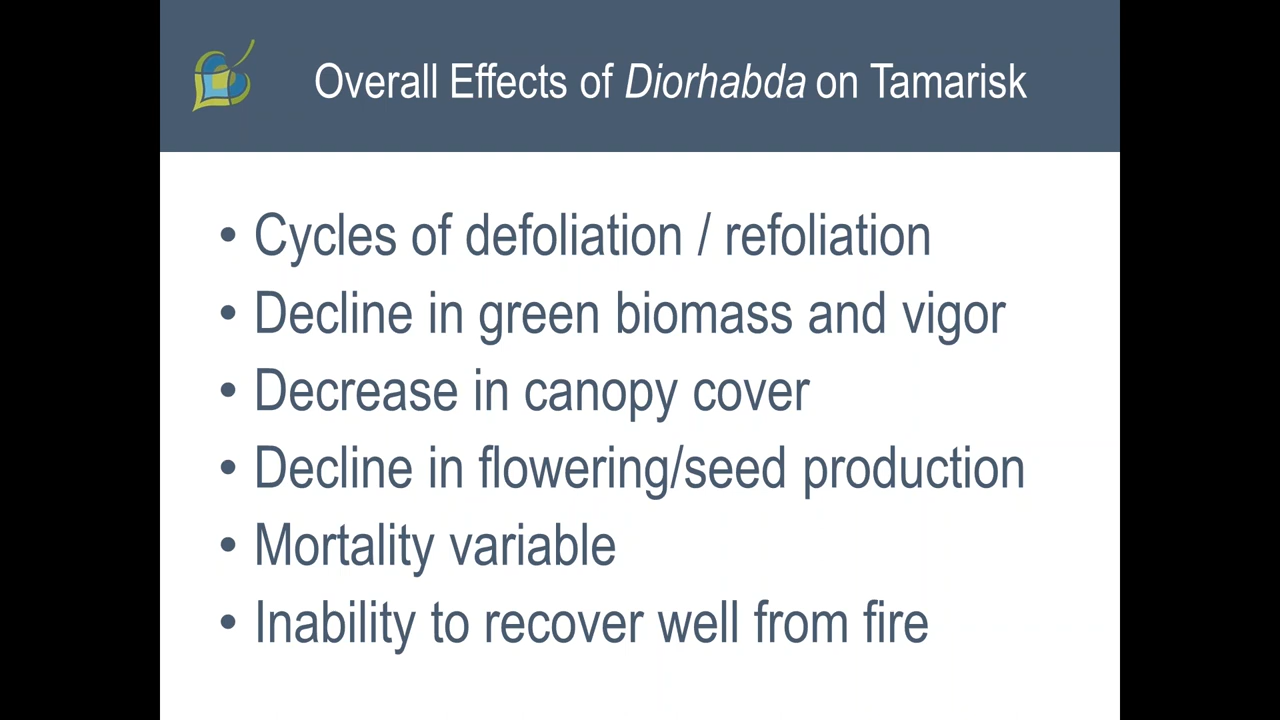 Overall Effects of Diorhabda on Tamarisk
• Cycles of defoliation / refoliation
• Decline in green biomass and vigor
• Decrease in canopy cover
• Decline in flowering/seed production
• Mortality variable
• Inability to recover well from fire